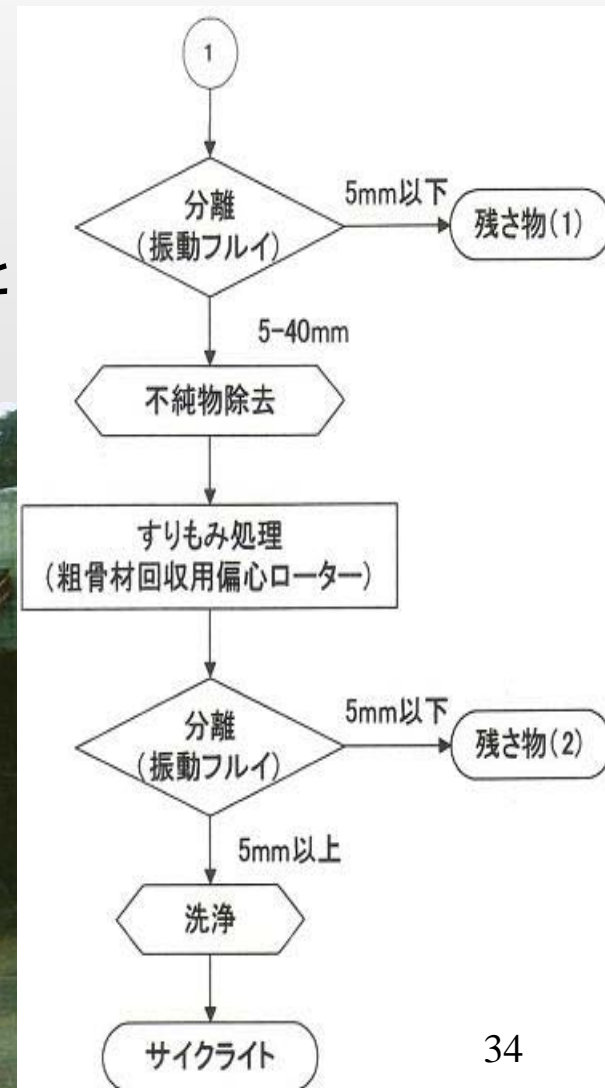 1
分離
(振動フルイ)
5mm以下
残さ物(1)
と
5-40mm
不純物除去
すりもみ処理
(粗骨材回収用偏心ローター)
分離
(振動フルイ)
5mm以下
残さ物(2)
5mm以上
洗浄
サイクライト
34